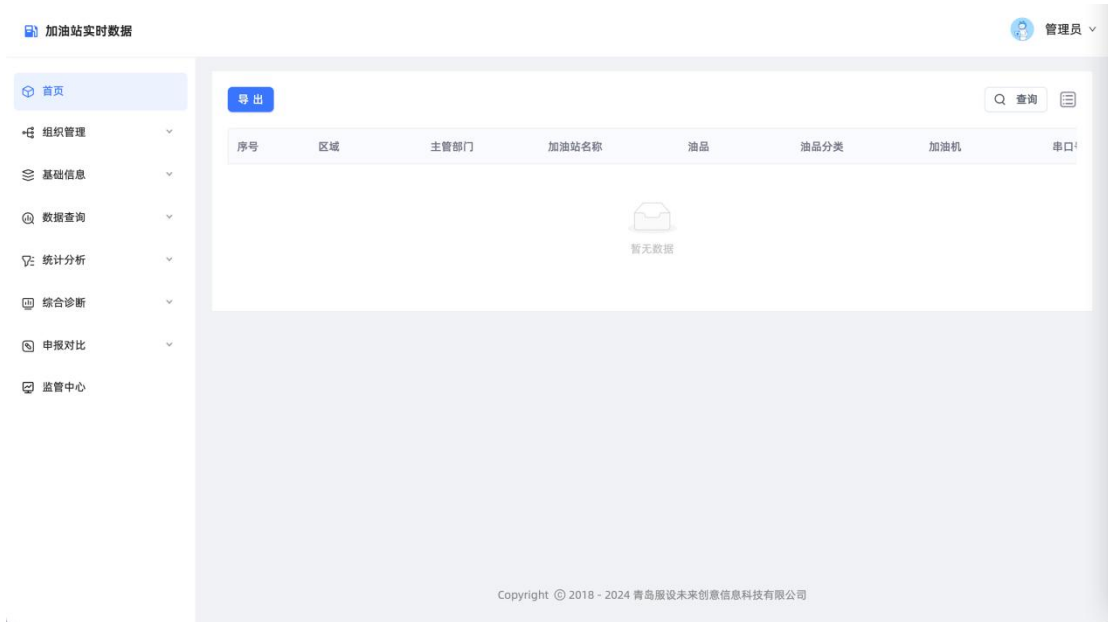 加油站实时数据
管理员
首页
组织管理
基础信息
数据查询
统计分析
综合诊断
申报对比
监管中心
导出
查询
序号 区域 主管部门 加油站名称 油品 油品分类 加油机 串口
暂无数据
Copyright © 2018 - 2024 青岛服设未来创意信息科技有限公司